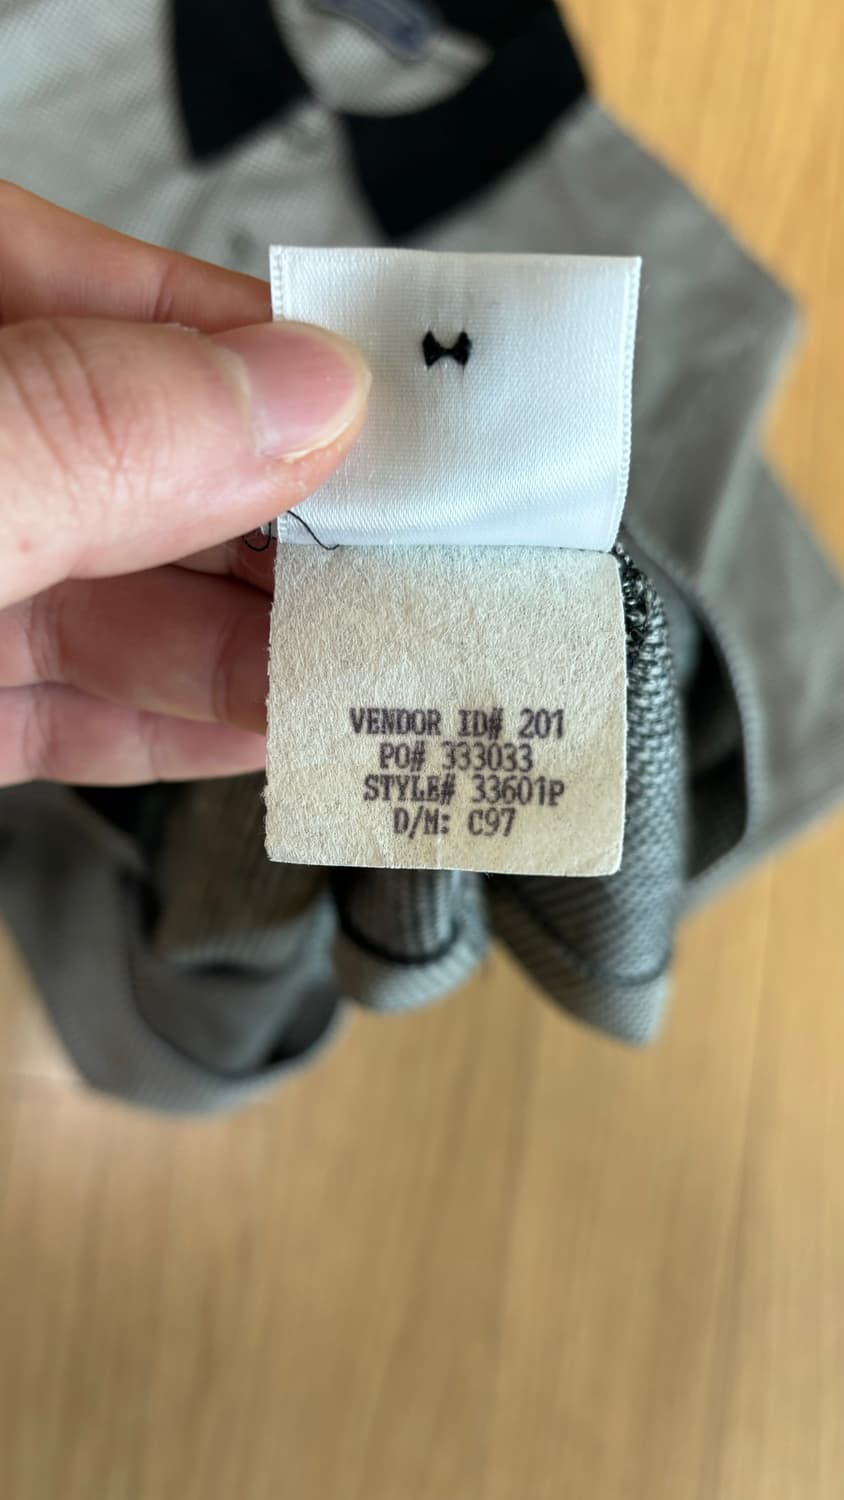 VENDOR ID# 201
PO# 333033
STYLE# 33601P
D/M: C97